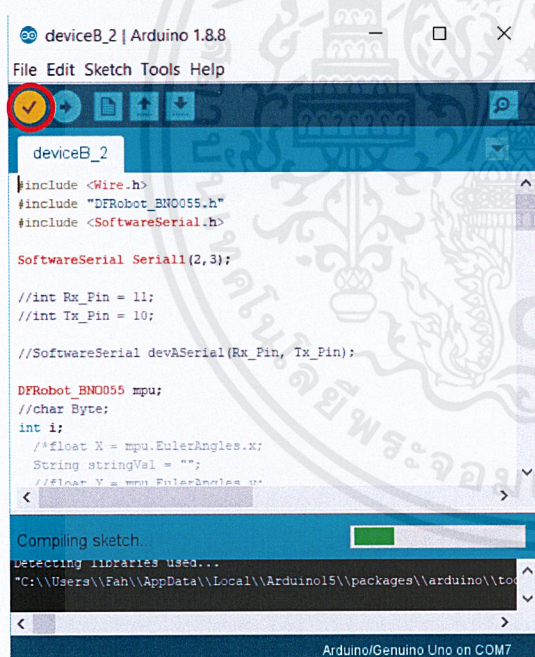 deviceB_2 | Arduino 1.8.8
File Edit Sketch Tools Help
deviceB_2
#include <Wire.h>
#include "DFRobot_BNO055.h"
#include <SoftwareSerial.h>
SoftwareSerial Serial1(2,3);
//int Rx_Pin = 11;
//int Tx_Pin = 10;
//SoftwareSerial devASerial(Rx_Pin, Tx_Pin);
DFRobot_BNO055 mpu;
//char Byte;
int i;
/*float X = mpu.EulerAngles.x;
String stringVal = "";
//float Y = mpu.EulerAngles.y;
Compiling sketch...
Detecting libraries used...
"C:\\Users\\Fah\\AppData\\Local\\Arduino15\\packages\\arduino\\too
Arduino/Genuino Uno on COM7